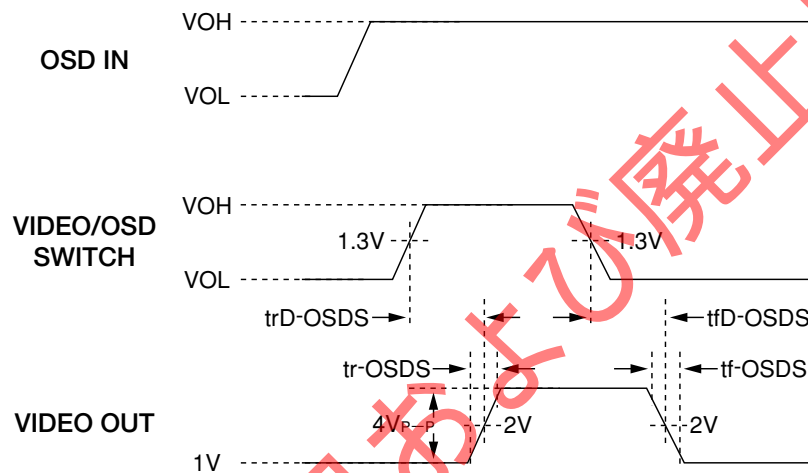 VOH
OSD IN
VOL
VOH
VIDEO/OSD
SWITCH
1.3V
1.3V
VOL
trD-OSDS
tfD-OSDS
tr-OSDS
tf-OSDS
VIDEO OUT
4VP–P
2V
2V
1V
および廃止